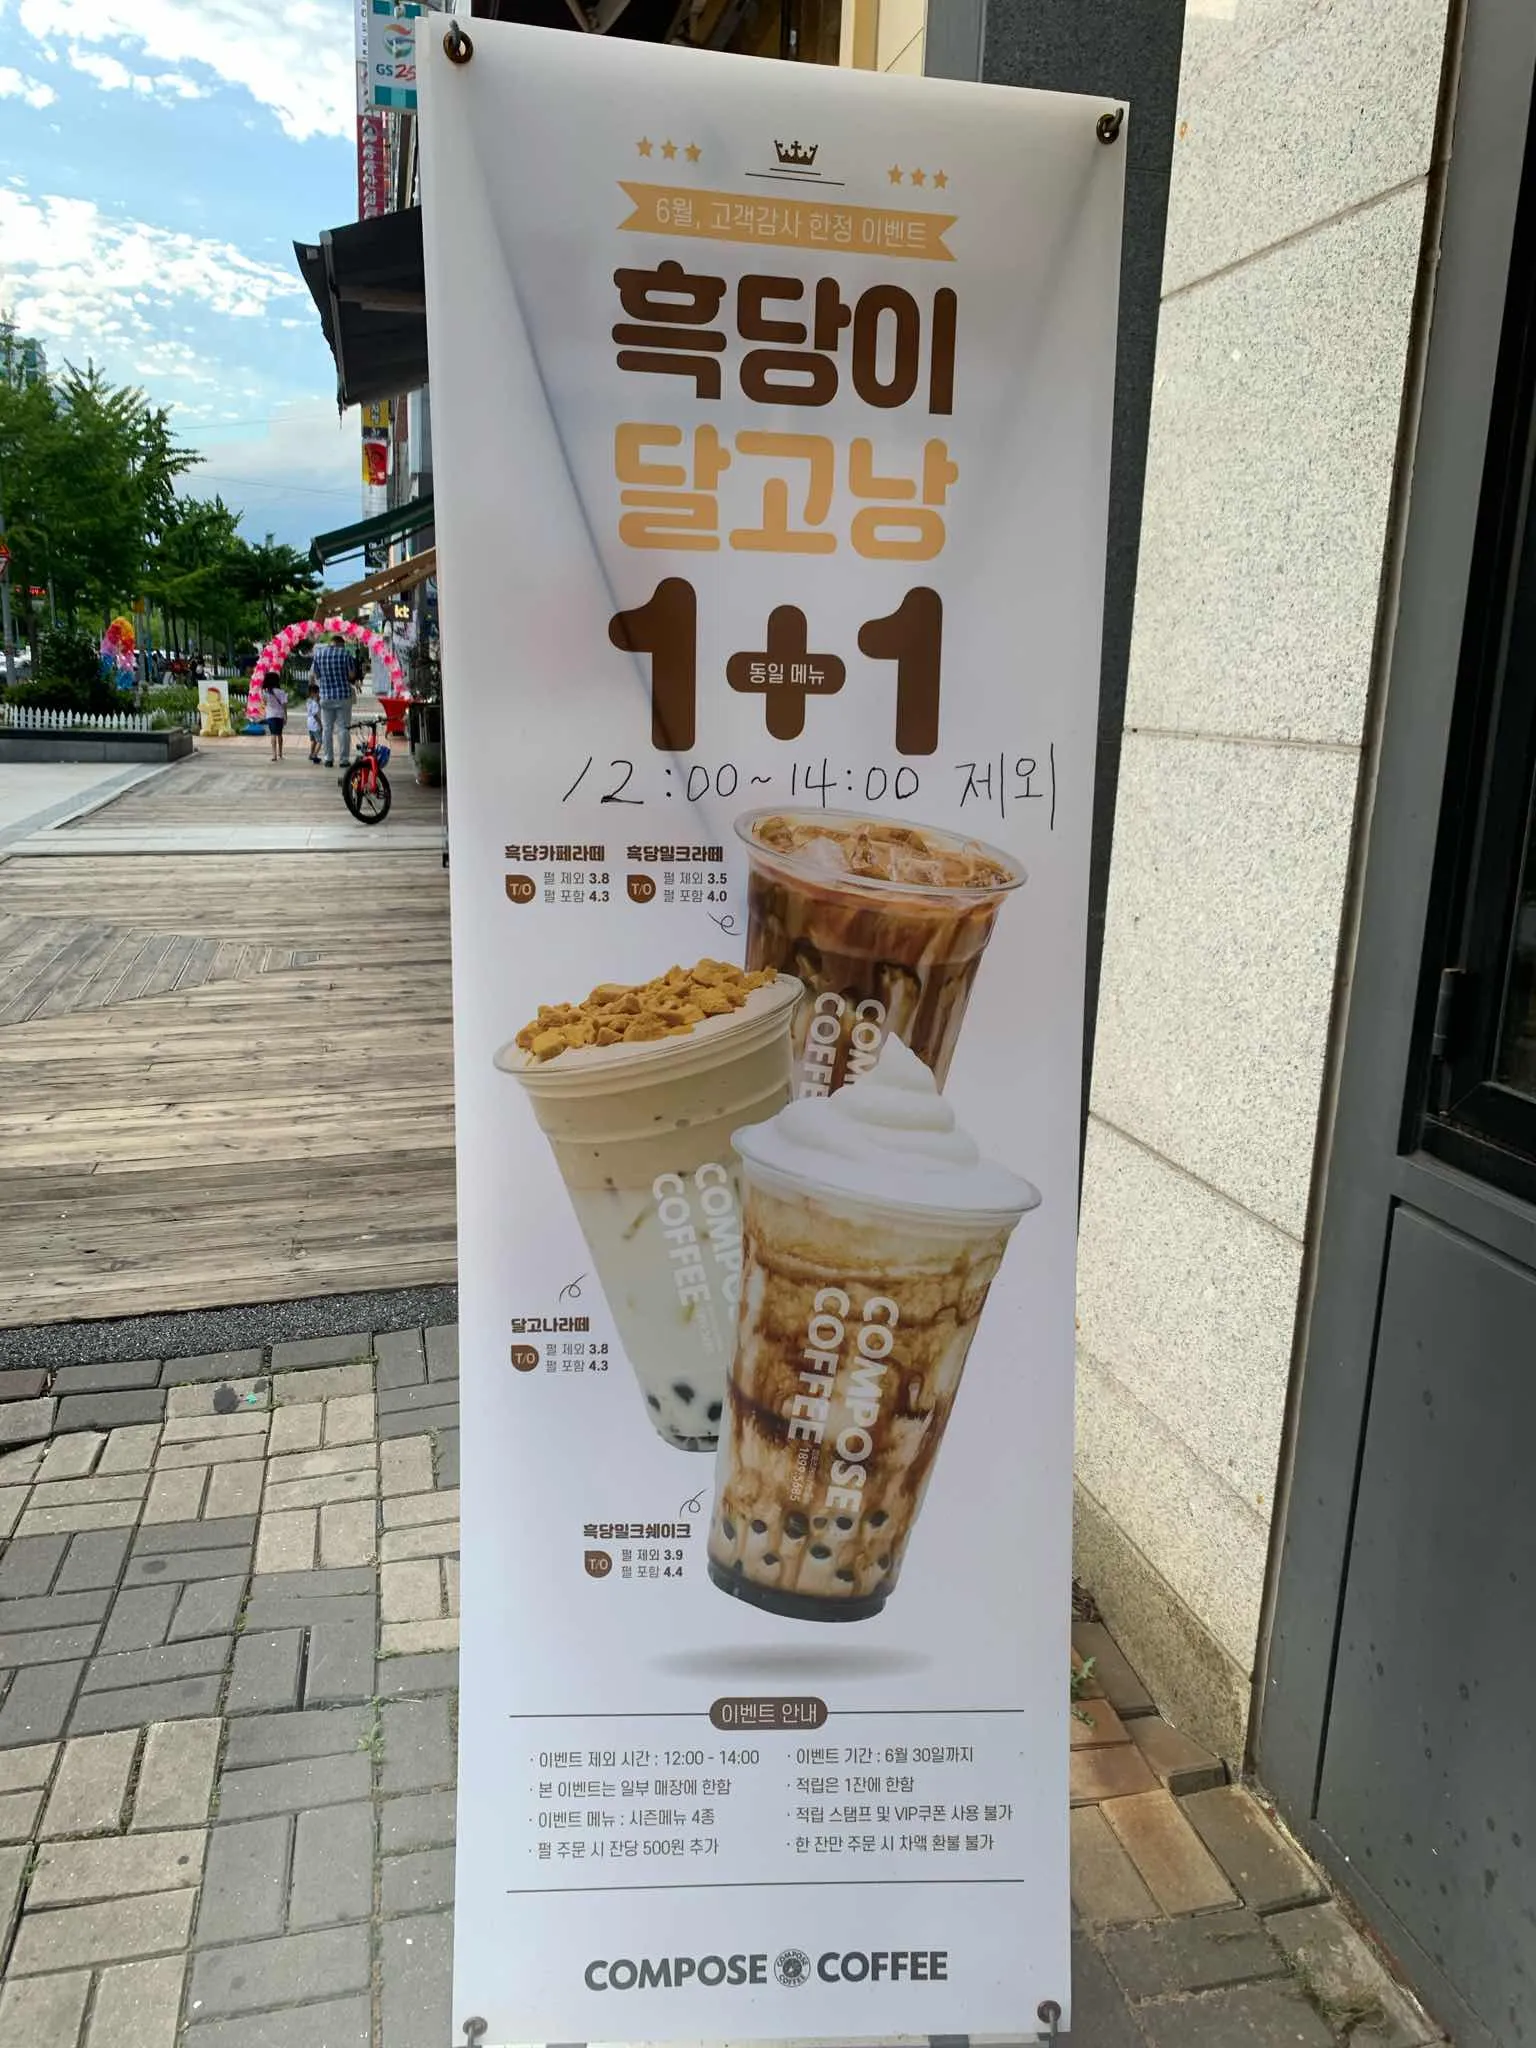 GS25
kt
6월, 고객감사 한정 이벤트
흑당이
달고낭
1+1
동일 메뉴
12:00~14:00 제외
흑당카페라떼
T/O
펄 제외 3.8
펄 포함 4.3
흑당밀크라떼
T/O
펄 제외 3.5
펄 포함 4.0
COMPOSE
COFFEE
달고나라떼
T/O
펄 제외 3.8
펄 포함 4.3
COMPOSE
COFFEE
1899-3685
흑당밀크쉐이크
T/O
펄 제외 3.9
펄 포함 4.4
이벤트 안내
· 이벤트 제외 시간 : 12:00 - 14:00
· 본 이벤트는 일부 매장에 한함
· 이벤트 메뉴 : 시즌메뉴 4종
· 펄 주문 시 잔당 500원 추가
· 이벤트 기간 : 6월 30일까지
· 적립은 1잔에 한함
· 적립 스탬프 및 VIP쿠폰 사용 불가
· 한 잔만 주문 시 차액 환불 불가
COMPOSE COFFEE